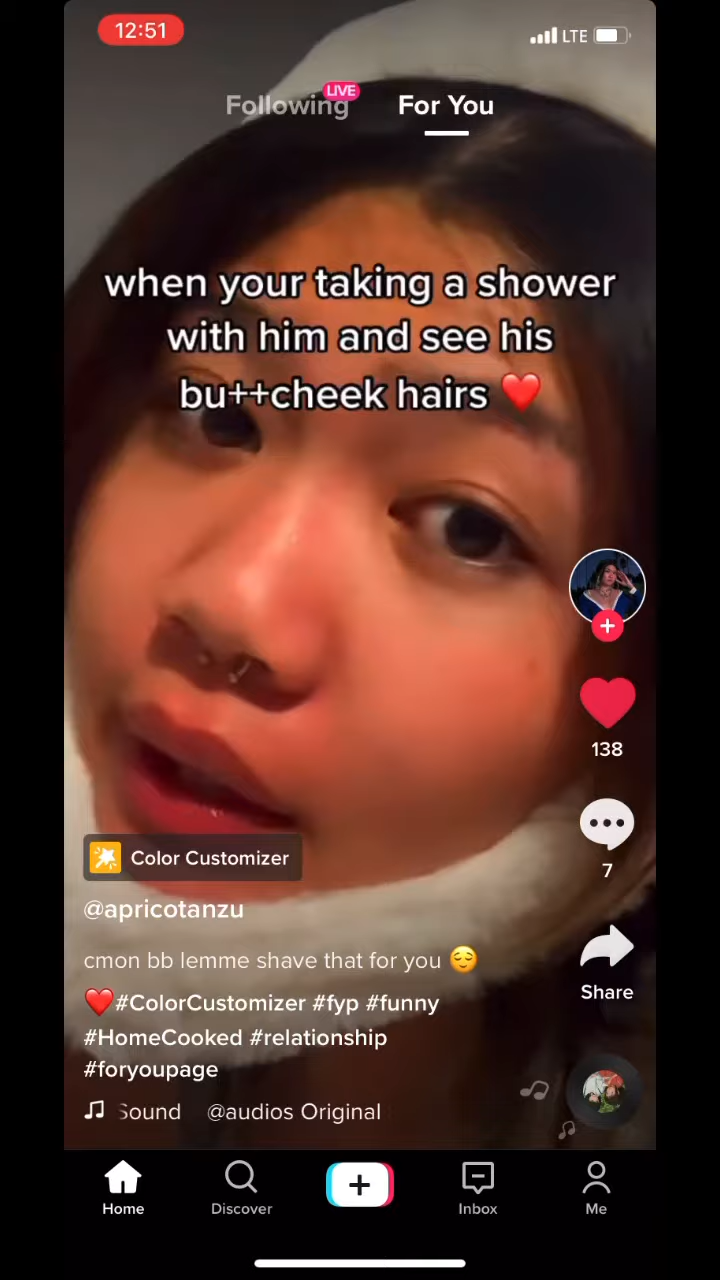 12:51
LTE
LIVE
Following
For You
when your taking a shower
with him and see his
bu++cheek hairs ❤️
138
7
Color Customizer
@apricotanzu
cmon bb lemme shave that for you 😌
Share
❤️#ColorCustomizer #fyp #funny
#HomeCooked #relationship
#foryoupage
Sound @audios Original
Home
Discover
Inbox
Me